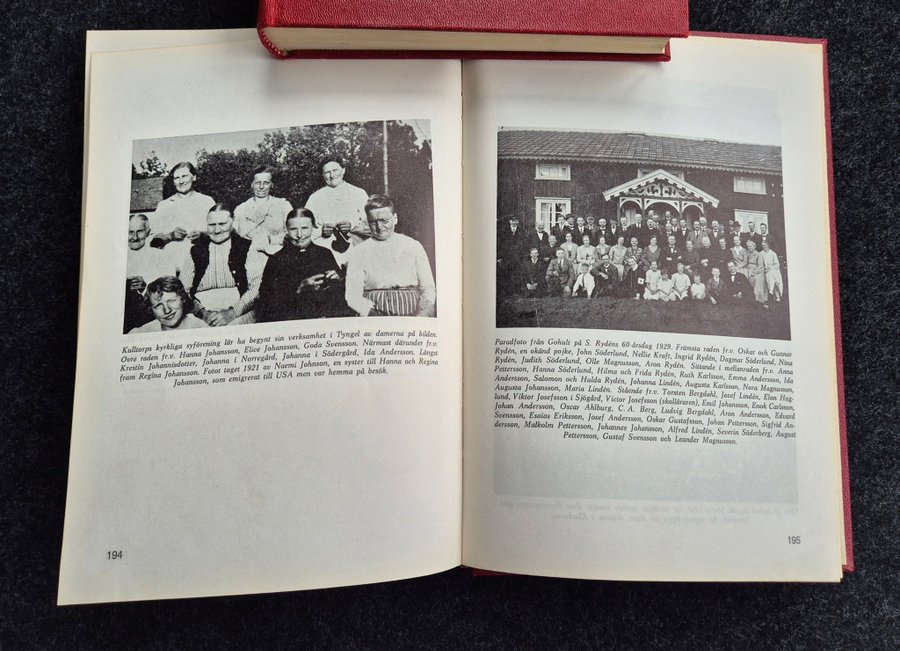 Kulltorps kyrkliga syförening lär ha begynt sin verksamhet i Tyngel av damerna på bilden.
Övre raden fr.v. Hanna Johansson, Elice Johansson, Goda Svensson. Närmast därunder fr.v.
Krestin Johannisdotter, Johanna i Norregård, Johanna i Södergård, Ida Andersson. Längs
fram Regina Johansson. Fotot taget 1921 av Naemi Johnson, en syster till Hanna och Regina
Johansson, som emigrerat till USA men var hemma på besök.
194
Paradfoto från Gohult på S. Rydéns 60-årsdag 1929. Främsta raden fr.v. Oskar och Gunnar
Rydén, en okänd pojke, John Söderlund, Nellie Kraft, Ingrid Rydén, Dagmar Söderlund, Nina
Rydén, Judith Söderlund, Olle Magnusson, Aron Rydén. Sittande i mellanraden fr.v. Anna
Pettersson, Hanna Söderlund, Hilma och Frida Rydén, Ruth Karlsson, Emma Andersson, Ida
Andersson, Salomon och Hulda Rydén, Johanna Lindén, Augusta Karlsson, Nora Magnusson,
Augusta Johansson, Maria Lindén. Stående fr.v. Torsten Bergdahl, Josef Lindén, Elon Hag-
lund, Viktor Josefsson i Sjögård, Victor Josefsson (skolläraren), Emil Johansson, Enok Carlsson,
Johan Andersson, Oscar Ahlburg, C. A. Berg, Ludvig Bergdahl, Aron Andersson, Edvard
Svensson, Esaias Eriksson, Josef Andersson, Oskar Gustafsson, Johan Pettersson, Sigfrid An-
dersson, Malkolm Pettersson, Johannes Johansson, Alfred Lindén, Severin Söderberg, August
Pettersson, Gustaf Svensson och Leander Magnusson.
195